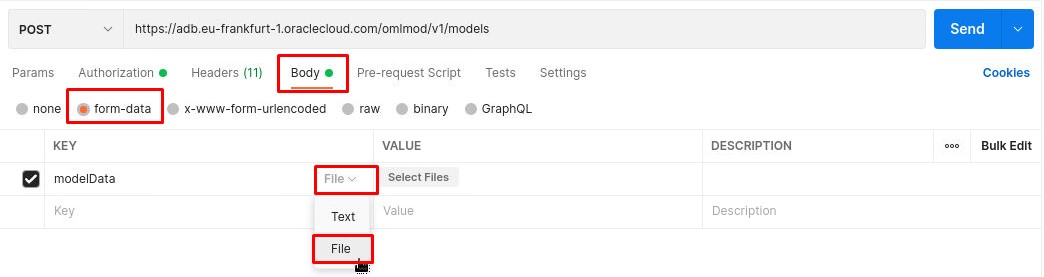 POST https://adb.eu-frankfurt-1.oraclecloud.com/omlmod/v1/models Send
Params Authorization Headers (11) Body Pre-request Script Tests Settings Cookies
none form-data x-www-form-urlencoded raw binary GraphQL
KEY VALUE DESCRIPTION ••• Bulk Edit
modelData File Select Files
Key Value Description
Text
File